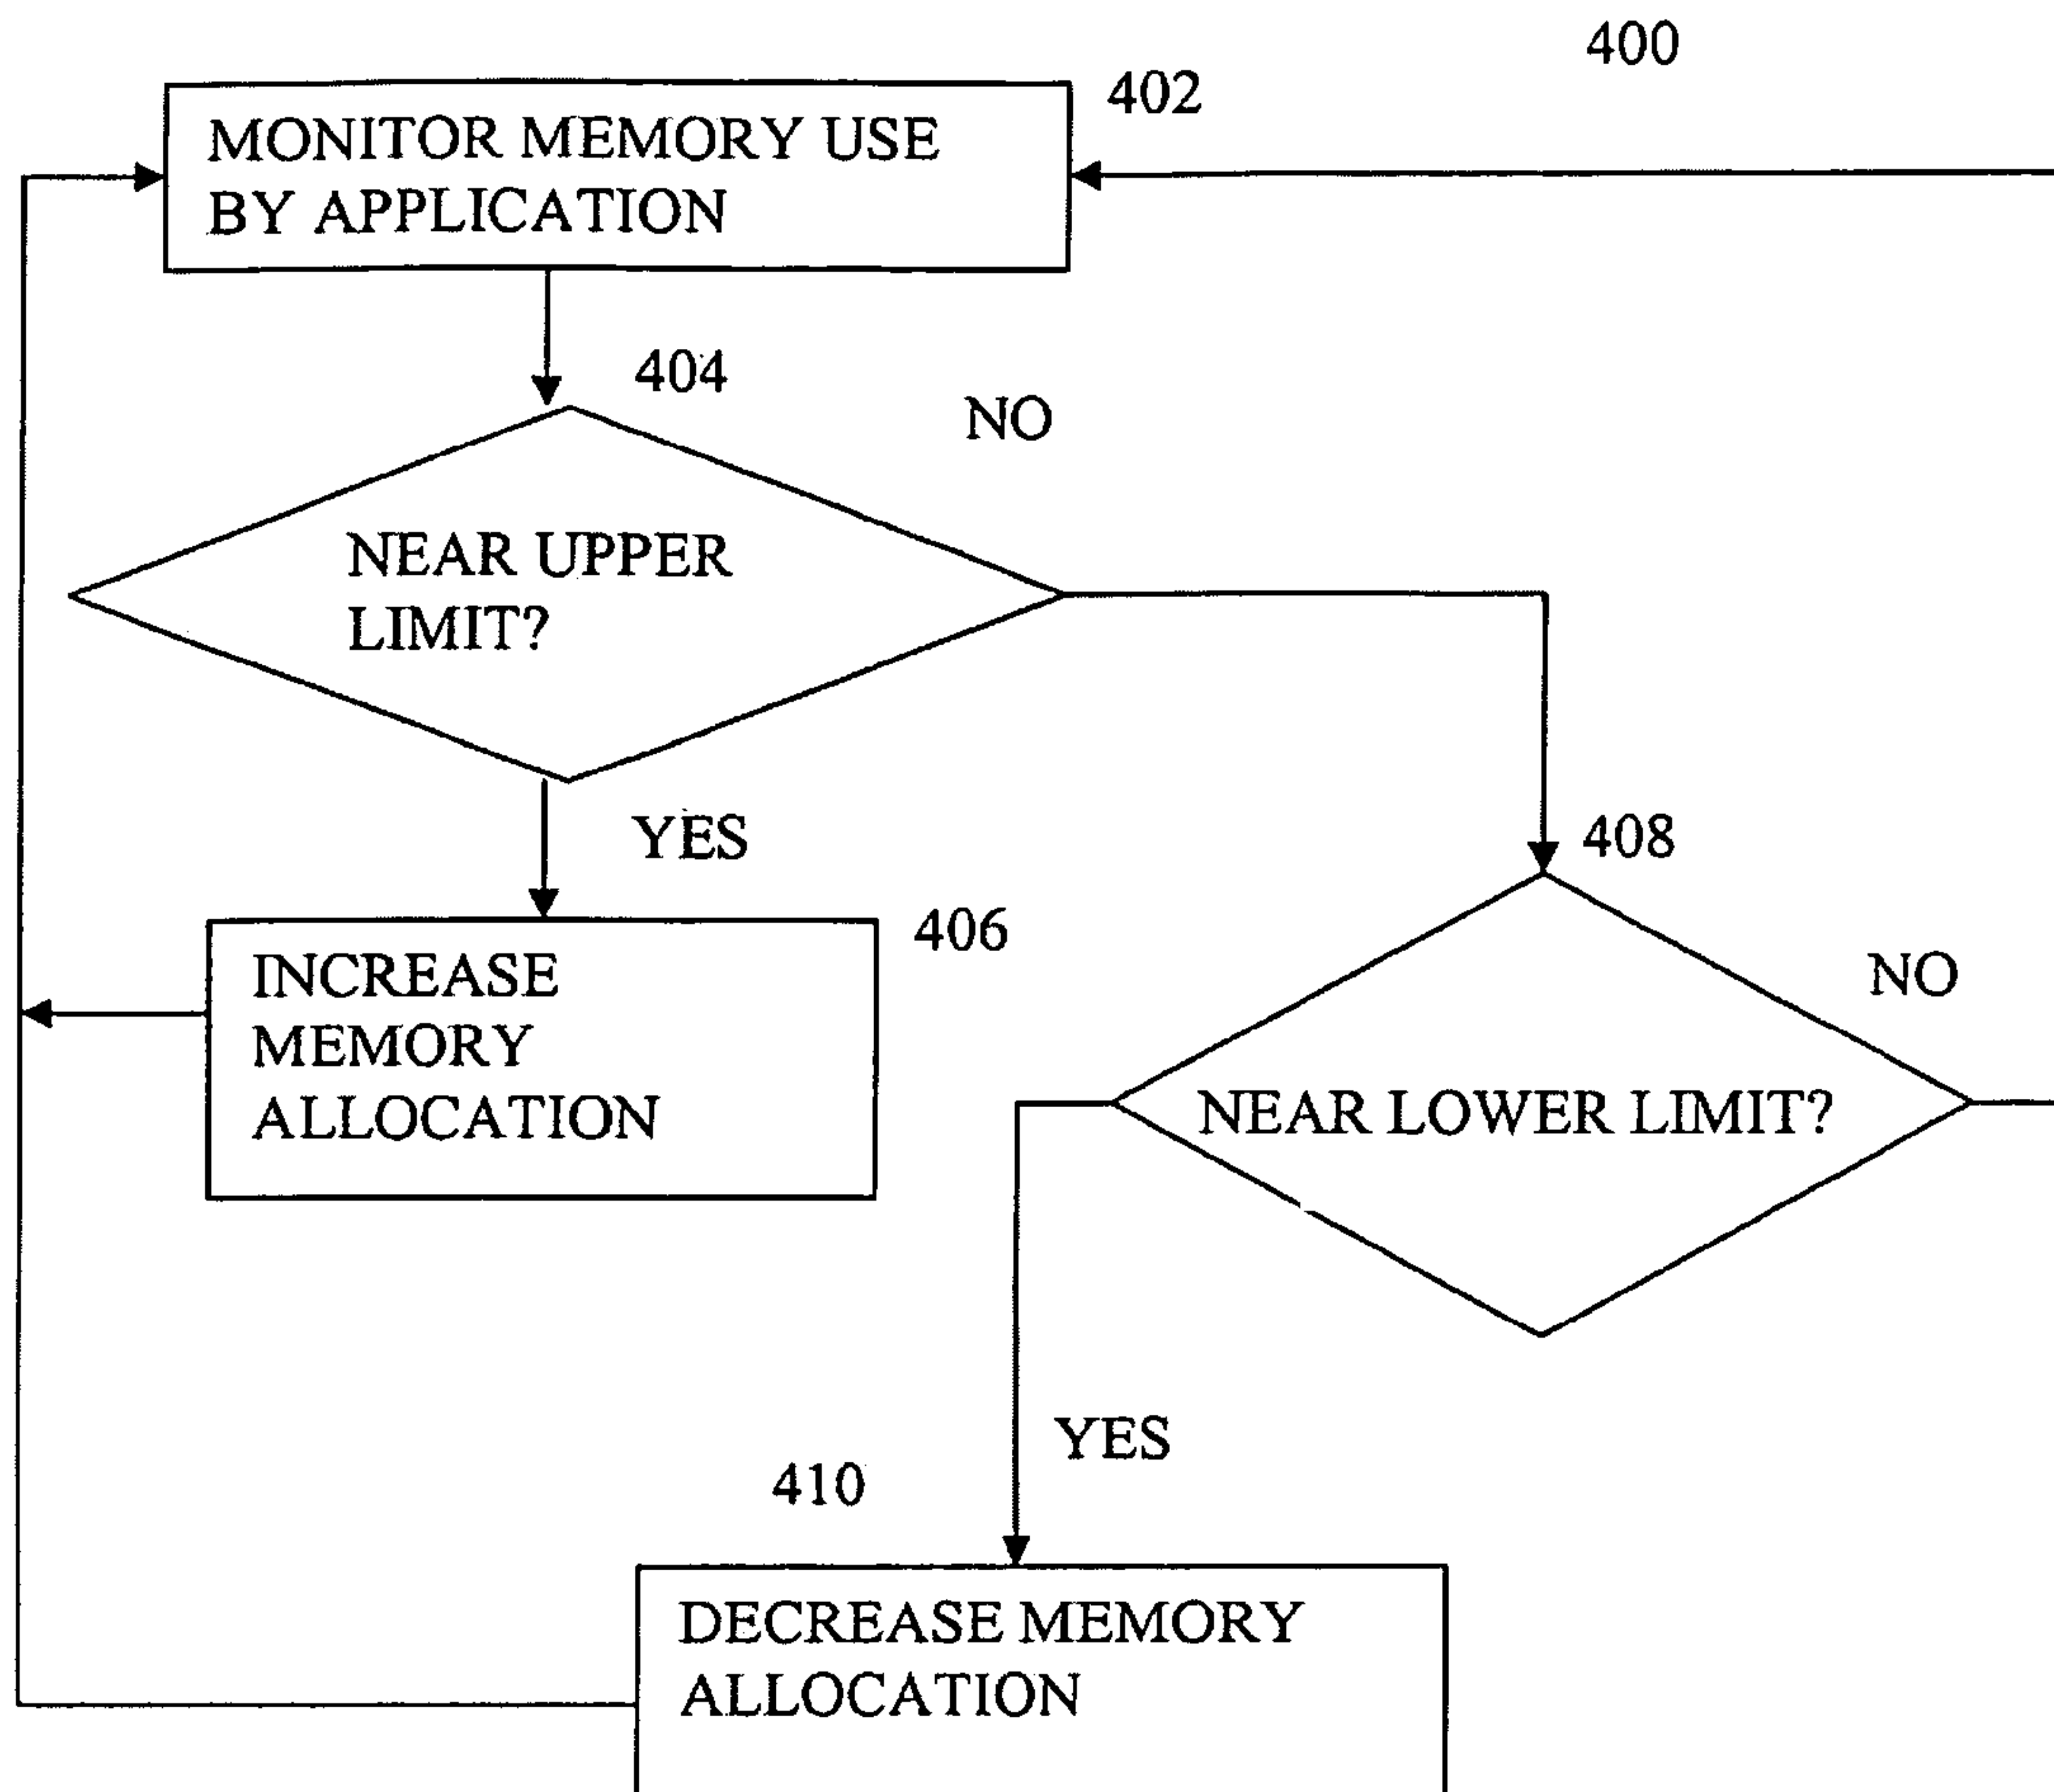 400
402
MONITOR MEMORY USE
BY APPLICATION
404
NO
NEAR UPPER
LIMIT?
YES
408
406
INCREASE
MEMORY
ALLOCATION
NO
NEAR LOWER LIMIT?
YES
410
DECREASE MEMORY
ALLOCATION